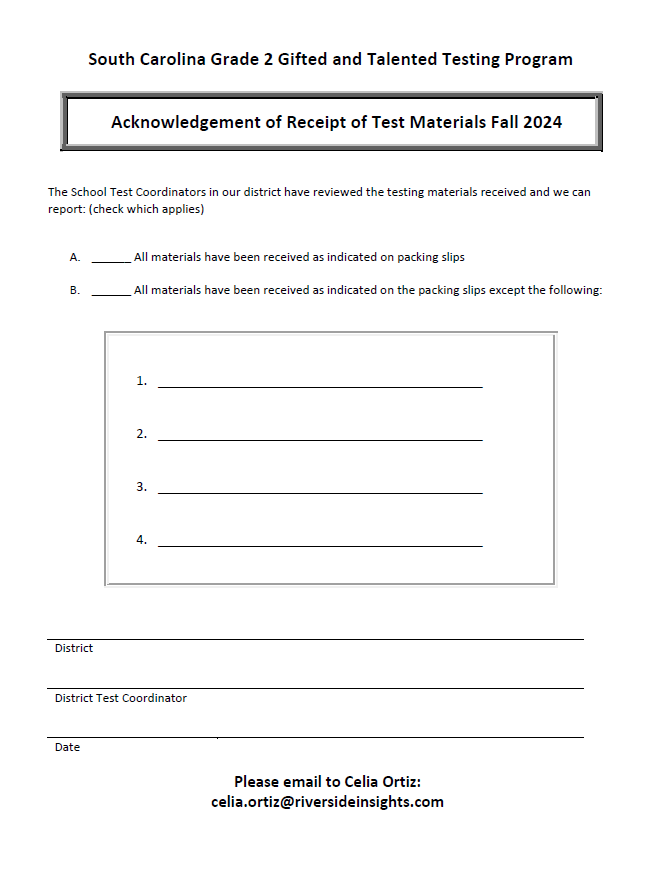 South Carolina Grade 2 Gifted and Talented Testing Program
Acknowledgement of Receipt of Test Materials Fall 2024
The School Test Coordinators in our district have reviewed the testing materials received and we can
report: (check which applies)
A. ______ All materials have been received as indicated on packing slips
B. ______ All materials have been received as indicated on the packing slips except the following:
1. ______________________________
2. ______________________________
3. ______________________________
4. ______________________________
District
District Test Coordinator
Date
Please email to Celia Ortiz:
celia.ortiz@riversideinsights.com